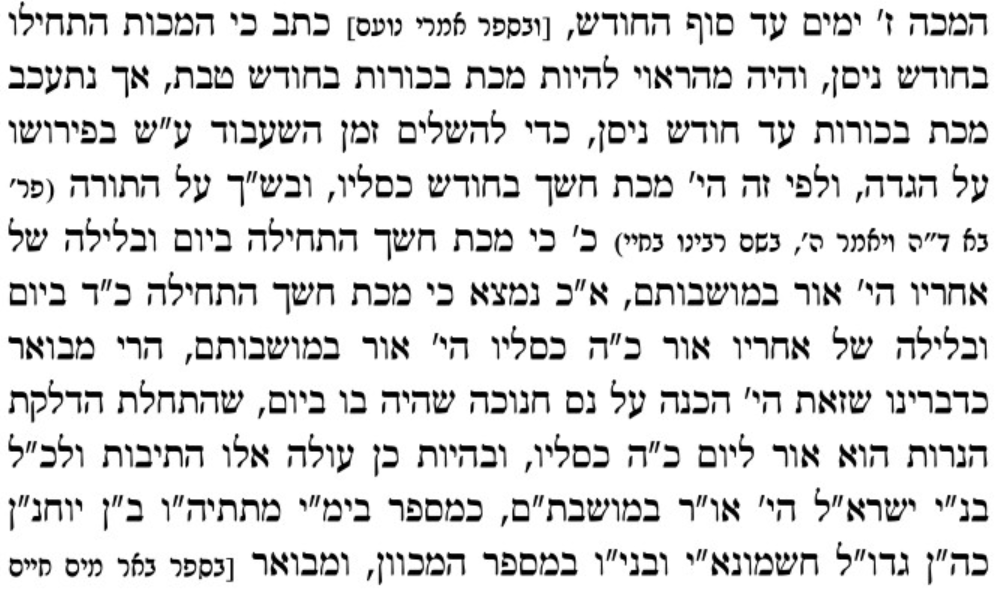 המכה ז' ימים עד סוף החודש, [ובספר אמרי נועם] כתב כי המכות התחילו
בחודש ניסן, והיה מהראוי להיות מכת בכורות בחודש טבת, אך נתעכב
מכת בכורות עד חודש ניסן, כדי להשלים זמן השעבוד ע"ש בפירושו
על הגדה, ולפי זה הי' מכת חשך בחודש כסליו, ובש"ך על התורה (פר'
בא ד"ה ויאמר ה', בשם רבינו בחיי) כ' כי מכת חשך התחילה ביום ובלילה של
אחריו הי' אור במושבותם, א"כ נמצא כי מכת חשך התחילה כ"ד ביום
ובלילה של אחריו אור כ"ה כסליו הי' אור במושבותם, הרי מבואר
כדברינו שזאת הי' הכנה על נס חנוכה שהיה בו ביום, שהתחלת הדלקת
הנרות הוא אור ליום כ"ה כסליו, ובהיות כן עולה אלו התיבות ולכ"ל
בנ"י ישרא"ל הי' או"ר במושבת"ם, כמספר בימ"י מתתיה"ו ב"ן יוחנ"ן
כה"ן גדו"ל חשמונא"י ובני"ו במספר המכוון, ומבואר [בספר באר מים חיים